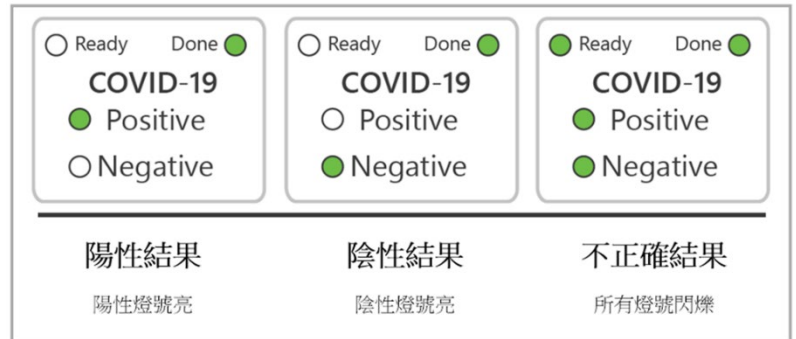 Ready Done
COVID-19
Positive
Negative
陽性結果
陽性燈號亮
Ready Done
COVID-19
Positive
Negative
陰性結果
陰性燈號亮
Ready Done
COVID-19
Positive
Negative
不正確結果
所有燈號閃爍